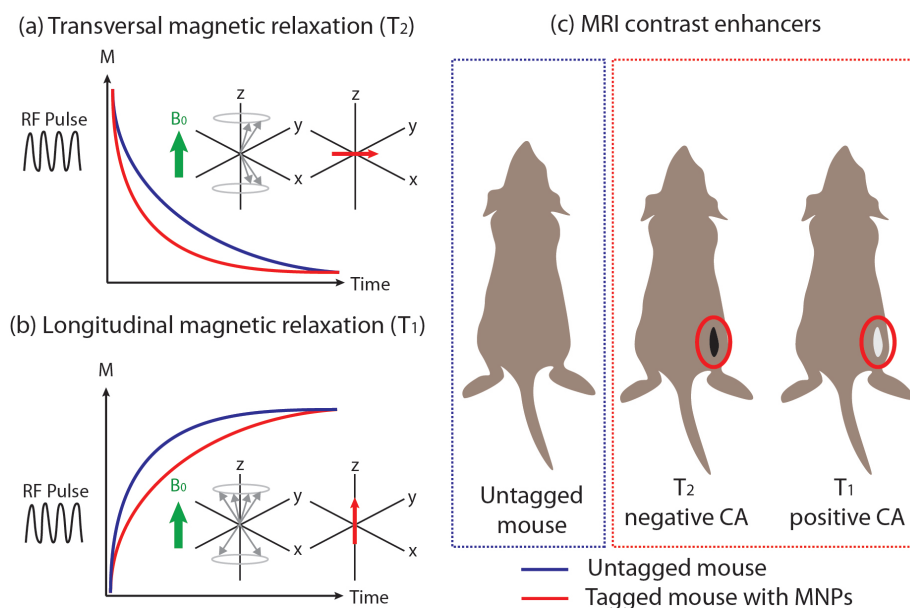 (a) Transversal magnetic relaxation (T₂)
M
RF Pulse
B₀
z
y
x
z
y
x
Time
(b) Longitudinal magnetic relaxation (T₁)
M
RF Pulse
B₀
z
y
x
z
y
x
Time
(c) MRI contrast enhancers
Untagged
mouse
T₂
negative CA
T₁
positive CA
Untagged mouse
Tagged mouse with MNPs